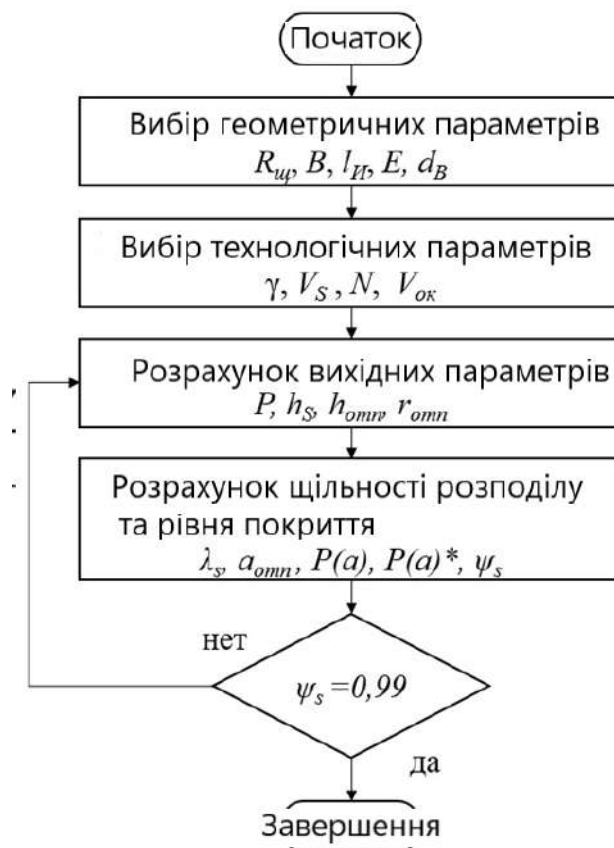 Початок
Вибір геометричних параметрів
R_щ, B, l_И, E, d_B
Вибір технологічних параметрів
γ, V_S, N, V_ок
Розрахунок вихідних параметрів
P, h_S, h_отп, r_отп
Розрахунок щільності розподілу
та рівня покриття
λ_s, a_отп, P(a), P(a)*, ψ_s
нет
ψ_s=0,99
да
Завершення